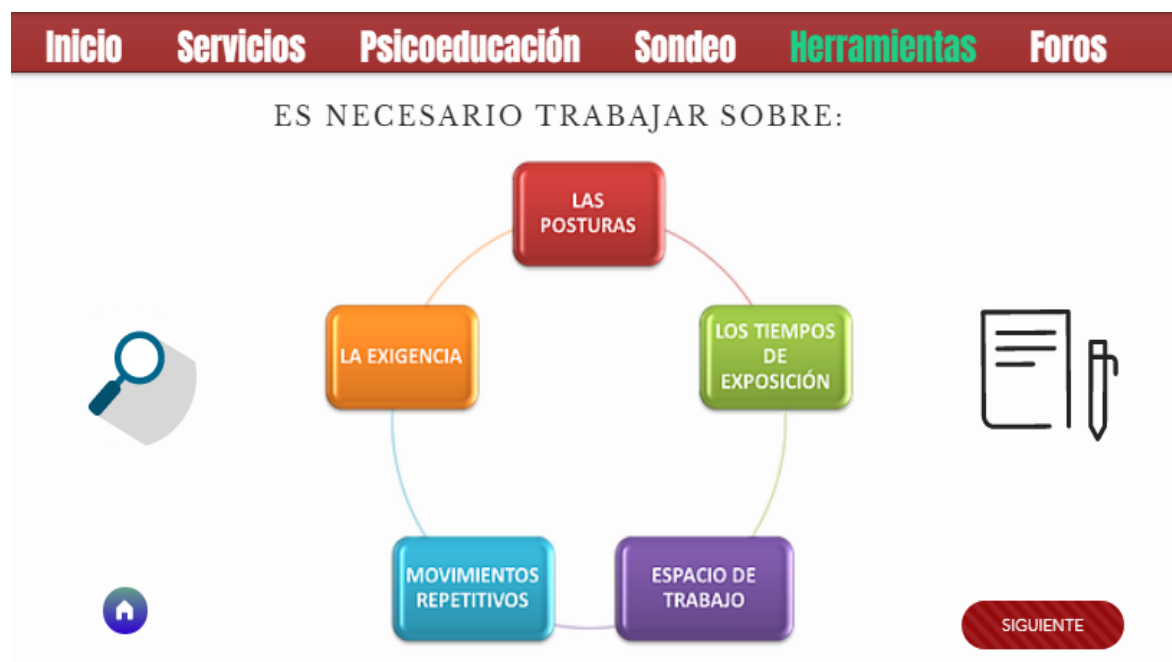 Inicio Servicios Psicoeducación Sondeo Herramientas Foros
ES NECESARIO TRABAJAR SOBRE:
LAS
POSTURAS
LA EXIGENCIA
LOS TIEMPOS
DE
EXPOSICIÓN
MOVIMIENTOS
REPETITIVOS
ESPACIO DE
TRABAJO
SIGUIENTE